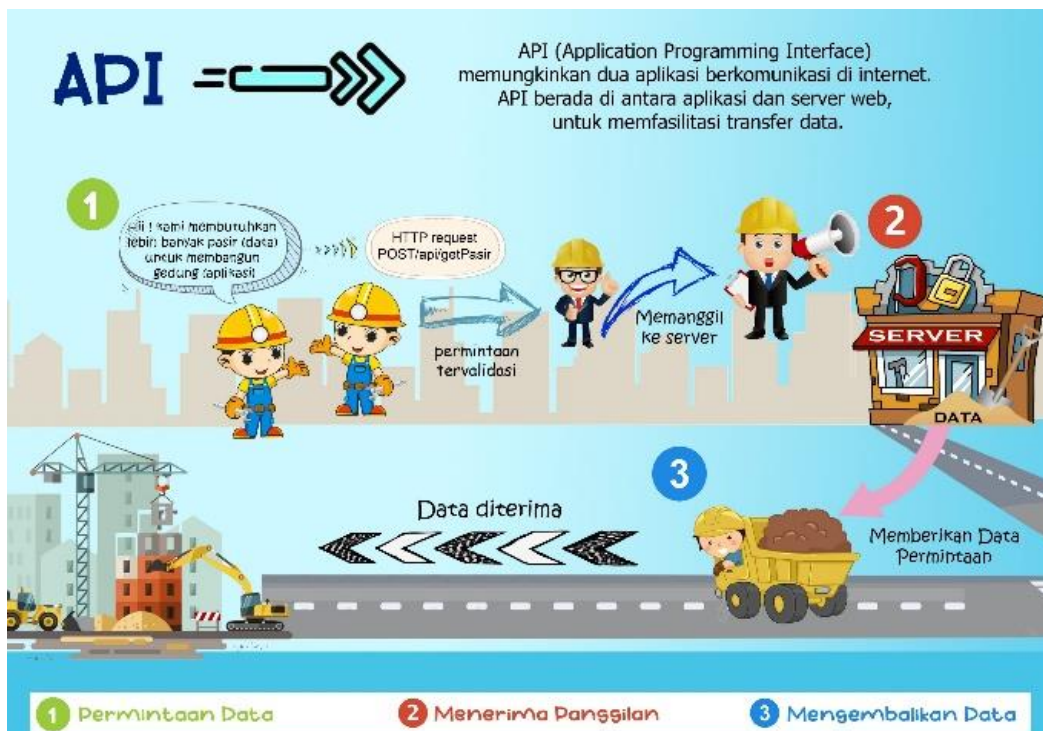 API
API (Application Programming Interface)
memungkinkan dua aplikasi berkomunikasi di internet.
API berada di antara aplikasi dan server web,
untuk memfasilitasi transfer data.
1
Hii ! kami membutuhkan
lebih banyak pasir (data)
untuk membangun
gedung (aplikasi)
HTTP request
POST/api/getPasir
permintaan
tervalidasi
Memanggil
ke server
2
SERVER
DATA
3
Data diterima
Memberikan Data
Permintaan
1 Permintaan Data
2 Menerima Panggilan
3 Mengembalikan Data